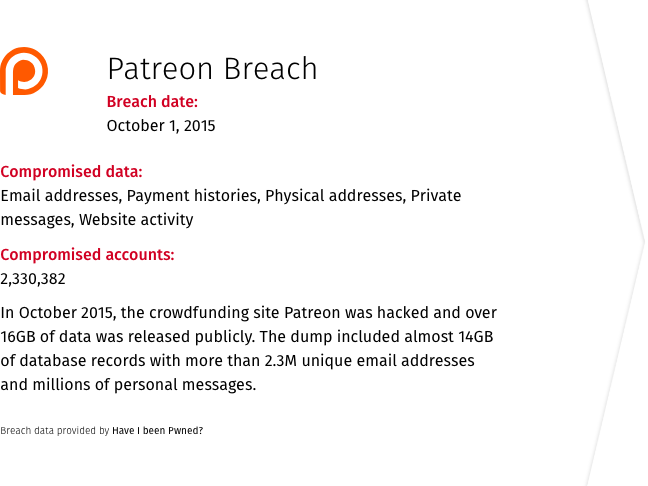 Patreon Breach
Breach date:
October 1, 2015
Compromised data:
Email addresses, Payment histories, Physical addresses, Private
messages, Website activity
Compromised accounts:
2,330,382
In October 2015, the crowdfunding site Patreon was hacked and over
16GB of data was released publicly. The dump included almost 14GB
of database records with more than 2.3M unique email addresses
and millions of personal messages.
Breach data provided by Have I been Pwned?